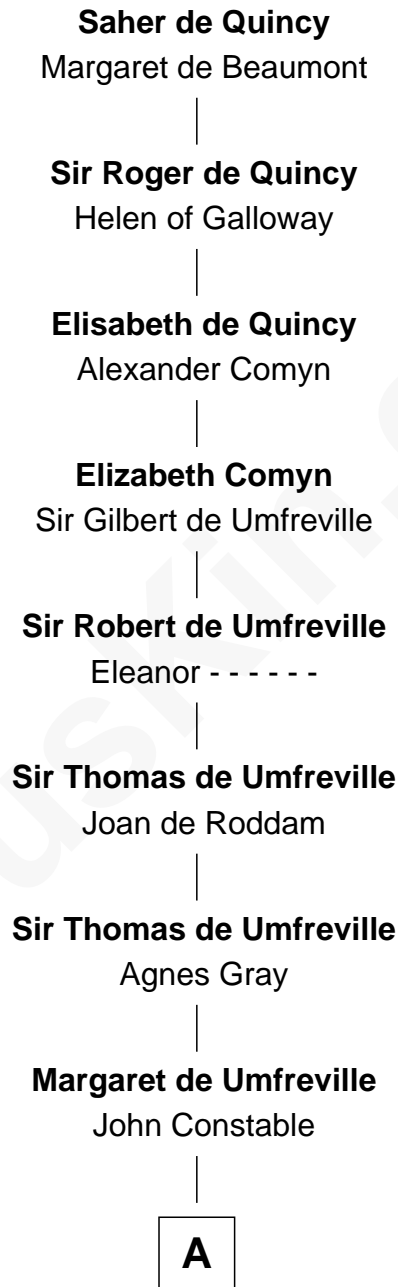 Saher de Quincy
Margaret de Beaumont
Sir Roger de Quincy
Helen of Galloway
Elisabeth de Quincy
Alexander Comyn
Elizabeth Comyn
Sir Gilbert de Umfreville
Sir Robert de Umfreville
Eleanor - - - - - -
Sir Thomas de Umfreville
Joan de Roddam
Sir Thomas de Umfreville
Agnes Gray
Margaret de Umfreville
John Constable
A